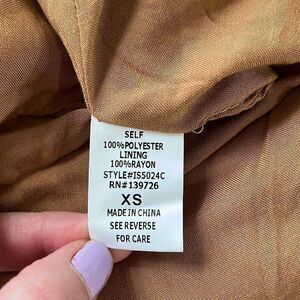 SELF
100%POLYESTER
LINING
100%RAYON
STYLE#IS5024C
RN#139726
XS
MADE IN CHINA
SEE REVERSE
FOR CARE